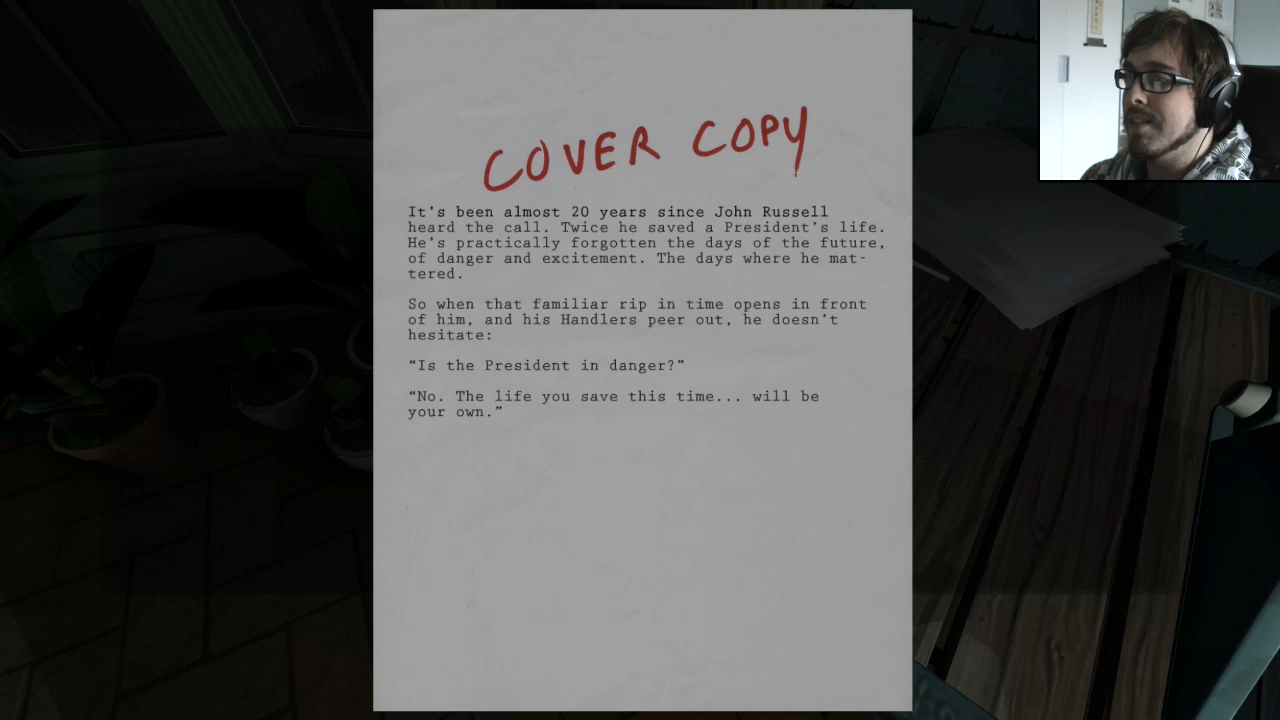 COVER COPY
It's been almost 20 years since John Russell
heard the call. Twice he saved a President's life.
He's practically forgotten the days of the future,
of danger and excitement. The days where he mat-
tered.
So when that familiar rip in time opens in front
of him, and his Handlers peer out, he doesn't
hesitate:
“Is the President in danger?”
“No. The life you save this time... will be
your own.”